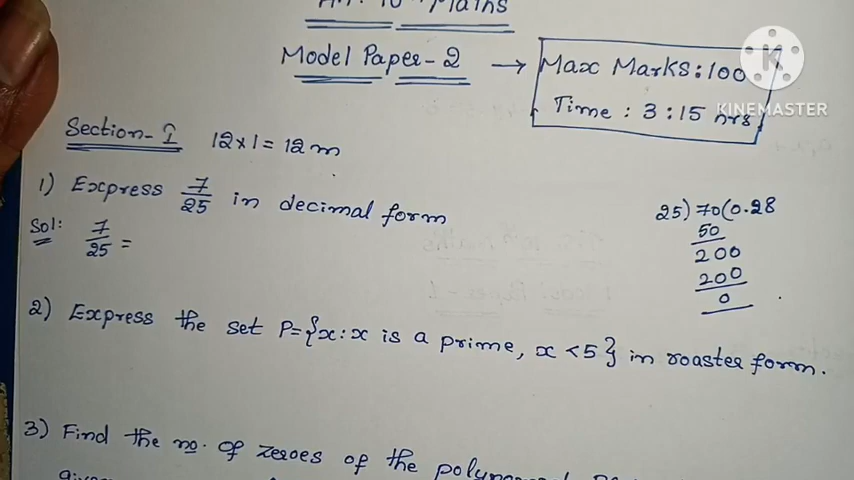 Maths
Model Paper-2 → Max Marks:100
Time : 3:15 hrs
K
KINEMASTER
Section-I 12×1=12m
1) Express 7/25 in decimal form
Sol: 7/25 =
25)70(0.28
50
200
200
0
2) Express the set P={x:x is a prime, x<5} in roaster form.
3) Find the no. of zeroes of the